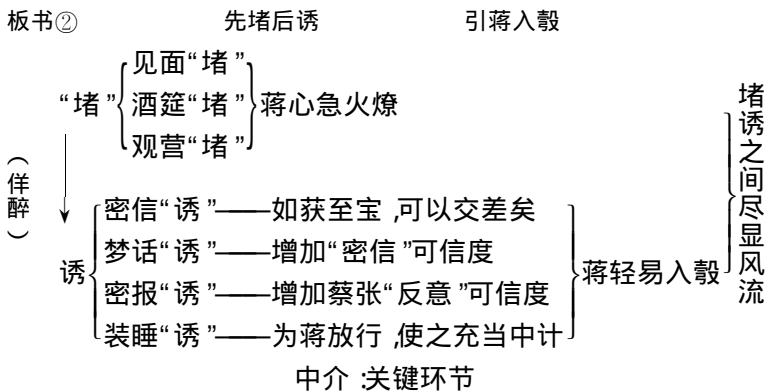 板书② 先堵后诱 引蒋入彀
见面“堵”
“堵” 酒筵“堵” 蒋心急火燎
观营“堵”
(佯醉)
密信“诱”——如获至宝,可以交差矣
梦话“诱”——增加“密信”可信度
诱 蒋轻易入彀
密报“诱”——增加蔡张“反意”可信度
装睡“诱”——为蒋放行,使之充当中计
中介:关键环节
堵诱之间尽显风流